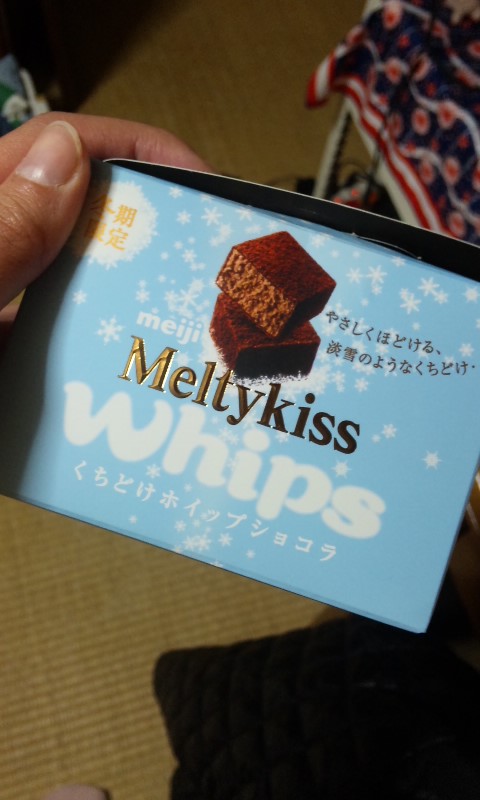 冬期
限定
meiji
やさしくほどける、
淡雪のようなくちどけ
Meltykiss
Whips
くちどけホイップショコラ